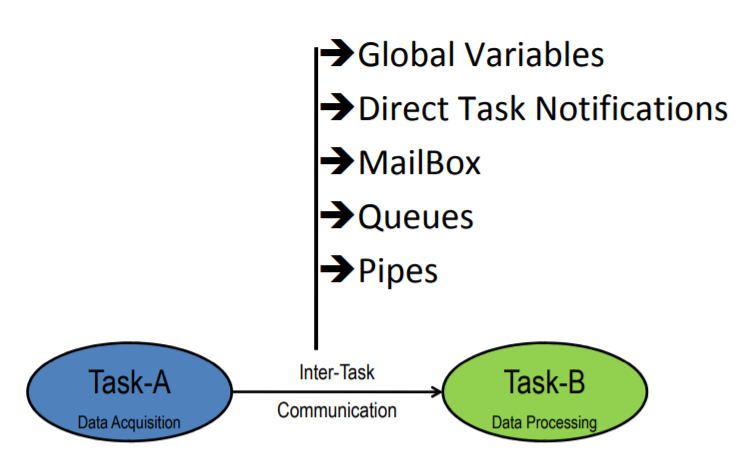 Global Variables
Direct Task Notifications
MailBox
Queues
Pipes
Task-A
Data Acquisition
Inter-Task
Communication
Task-B
Data Processing